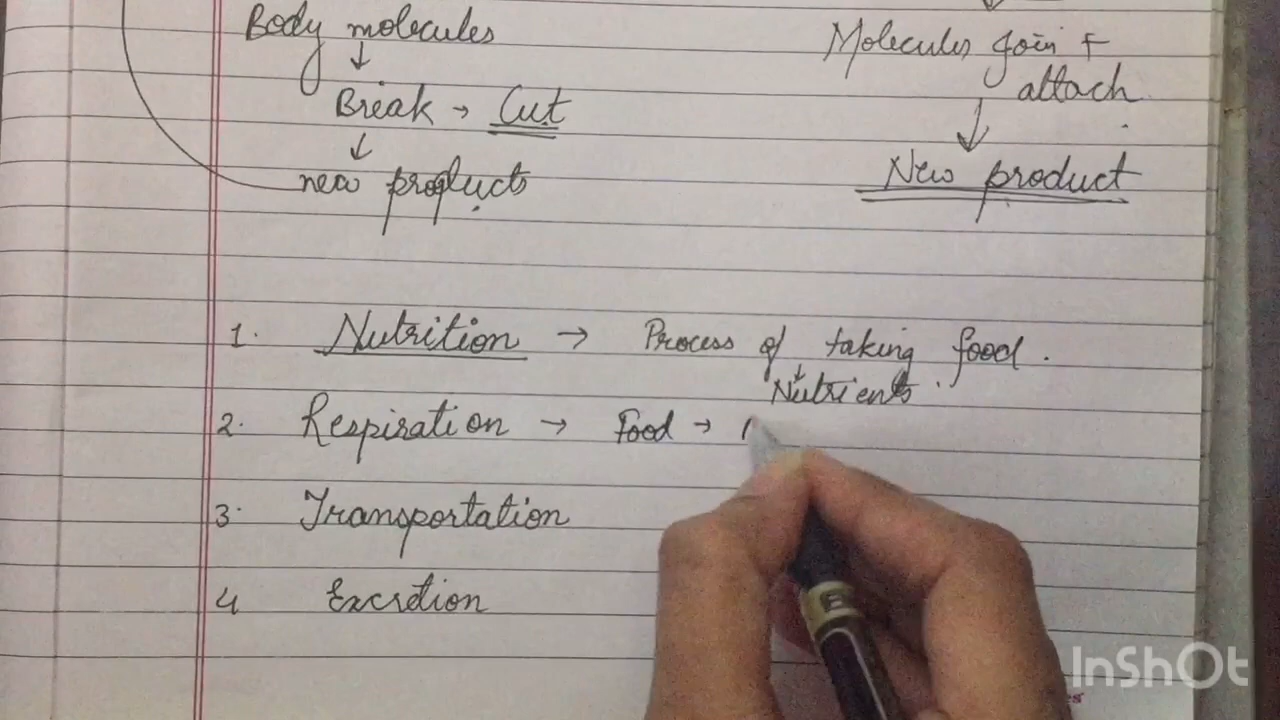 Body molecules
↓
Break → Cut
↓
new products
Molecules join +
attach
↓
New product
1. Nutrition → Process of taking food.
↓
Nutrients.
2. Respiration → Food →
3. Transportation
4 Excretion
InShOt